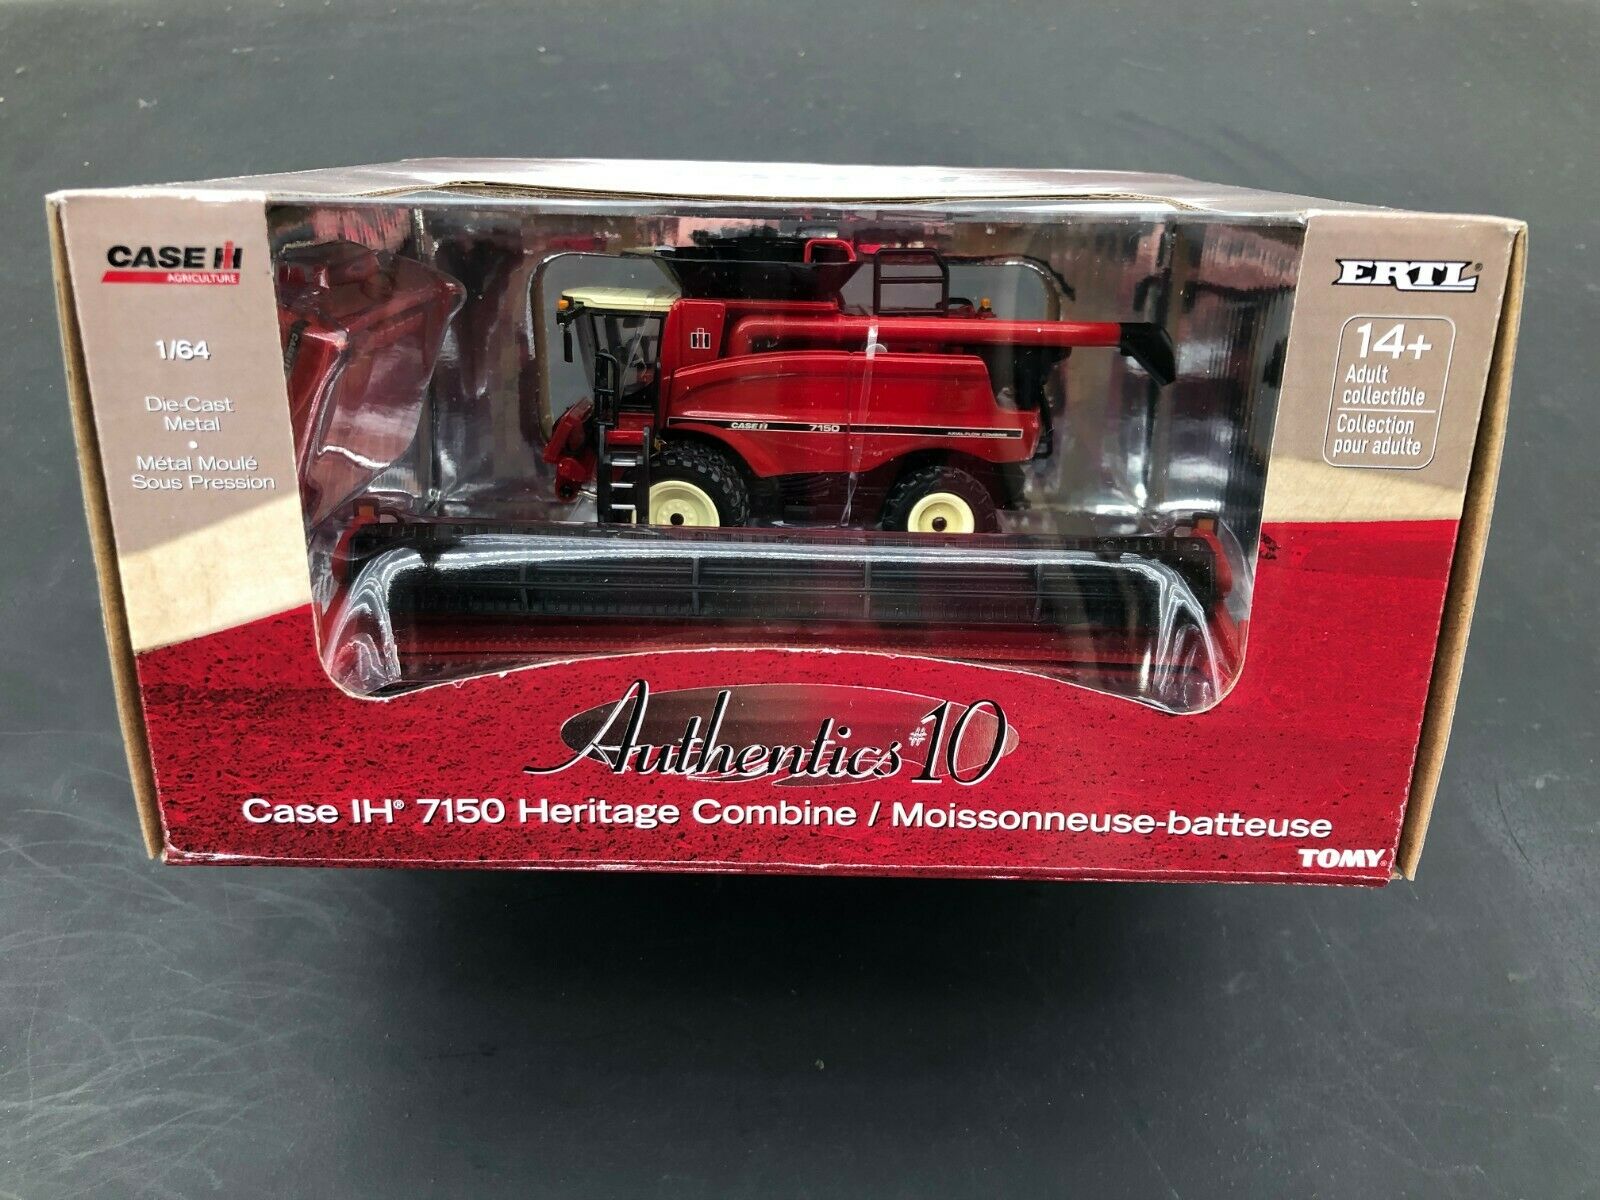 CASE IH
AGRICULTURE
1/64
Die-Cast
Metal
•
Métal Moulé
Sous Pression
ERTL®
14+
Adult
collectible
Collection
pour adulte
IH
CASE IH 7150 AXIAL-FLOW COMBINE
Authentics #10
Case IH® 7150 Heritage Combine / Moissonneuse-batteuse
TOMY®